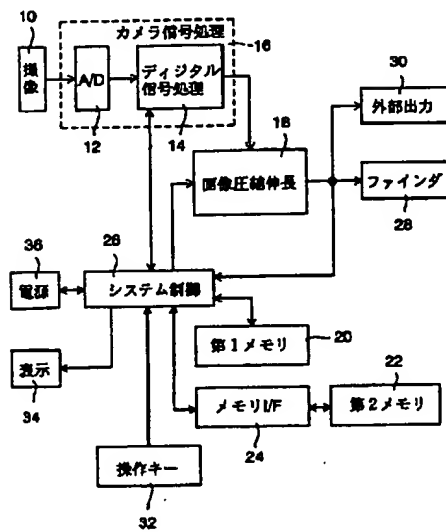 10
撮像
カメラ信号処理
16
A/D
12
ディジタル
信号処理
14
18
画像圧縮伸長
30
外部出力
ファインダ
28
26
システム制御
36
電源
表示
34
第1メモリ
20
メモリI/F
24
22
第2メモリ
操作キー
32